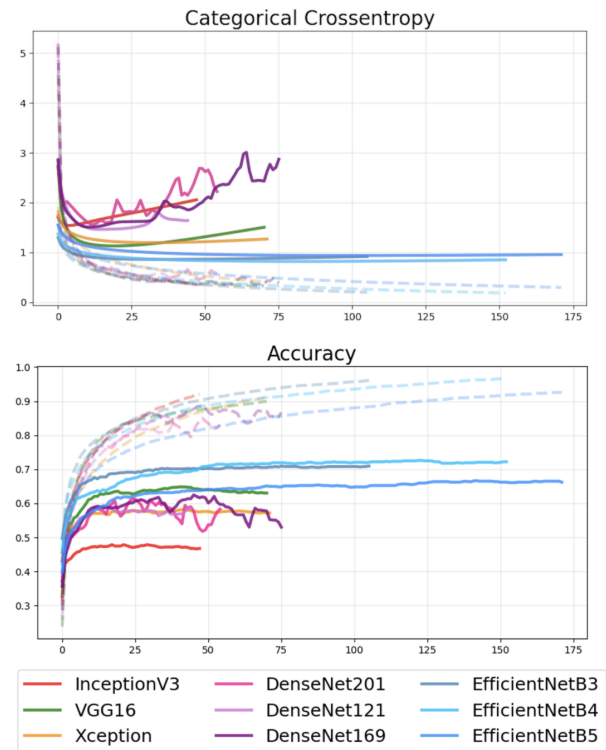 Categorical Crossentropy
5
4
3
2
1
0
0 25 50 75 100 125 150 175
Accuracy
1.0
0.9
0.8
0.7
0.6
0.5
0.4
0.3
0 25 50 75 100 125 150 175
InceptionV3 DenseNet201 EfficientNetB3
VGG16 DenseNet121 EfficientNetB4
Xception DenseNet169 EfficientNetB5